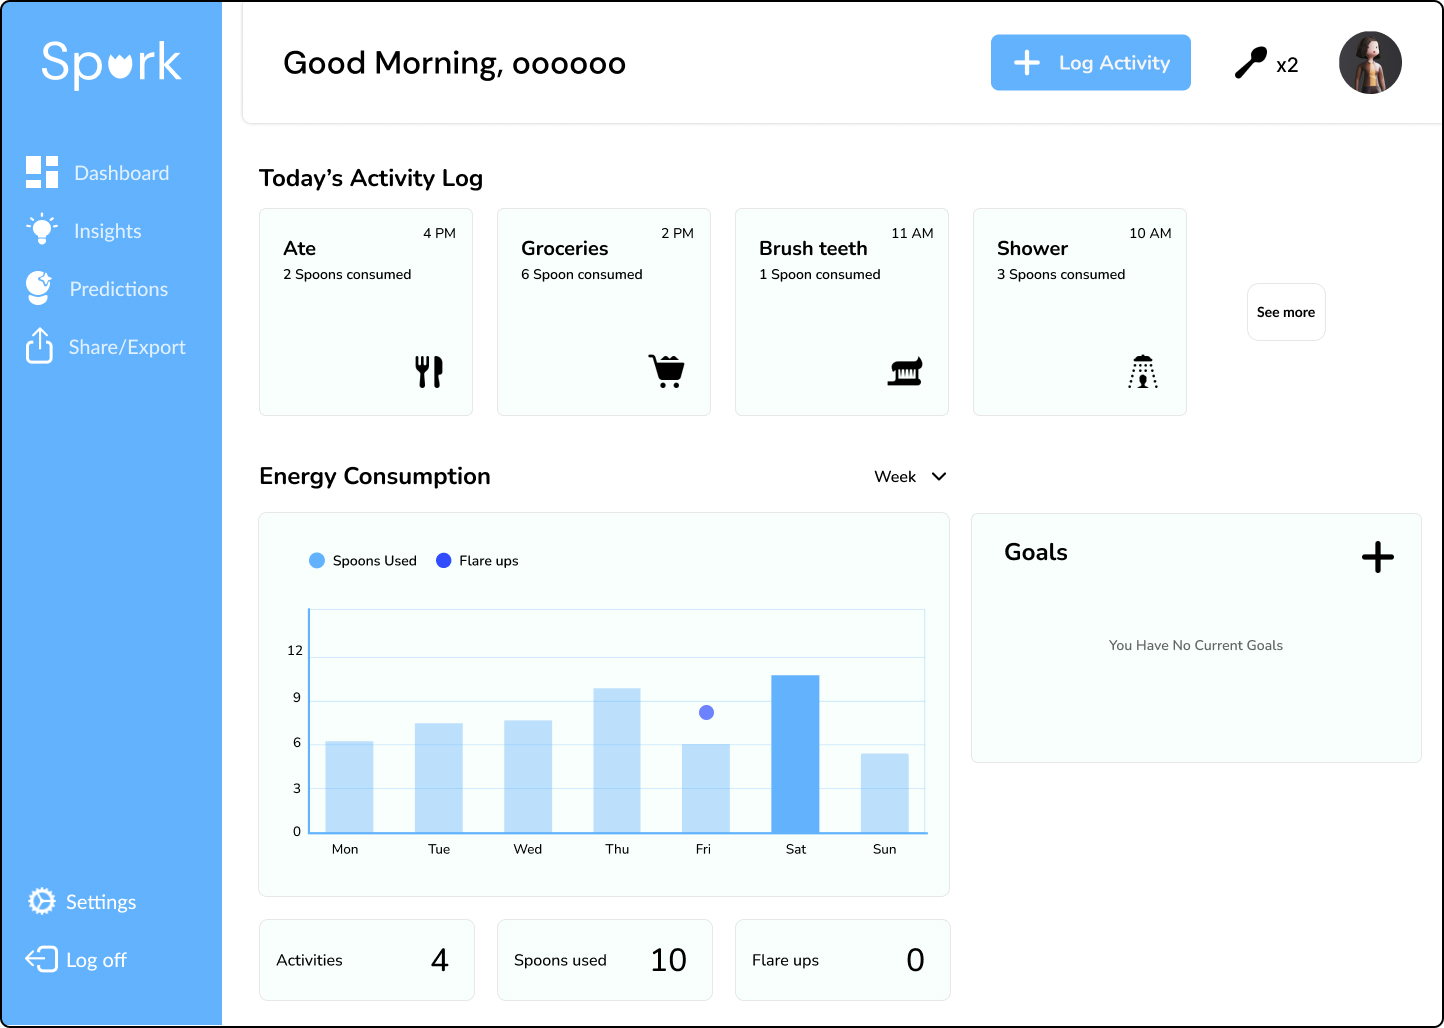 Spork
Good Morning, oooooo
Log Activity
x2
Dashboard
Insights
Predictions
Share/Export
Settings
Log off
Today’s Activity Log
4 PM
Ate
2 Spoons consumed
2 PM
Groceries
6 Spoon consumed
11 AM
Brush teeth
1 Spoon consumed
10 AM
Shower
3 Spoons consumed
See more
Energy Consumption
Week
Spoons Used
Flare ups
12
9
6
3
0
Mon Tue Wed Thu Fri Sat Sun
Goals
You Have No Current Goals
Activities 4
Spoons used 10
Flare ups 0